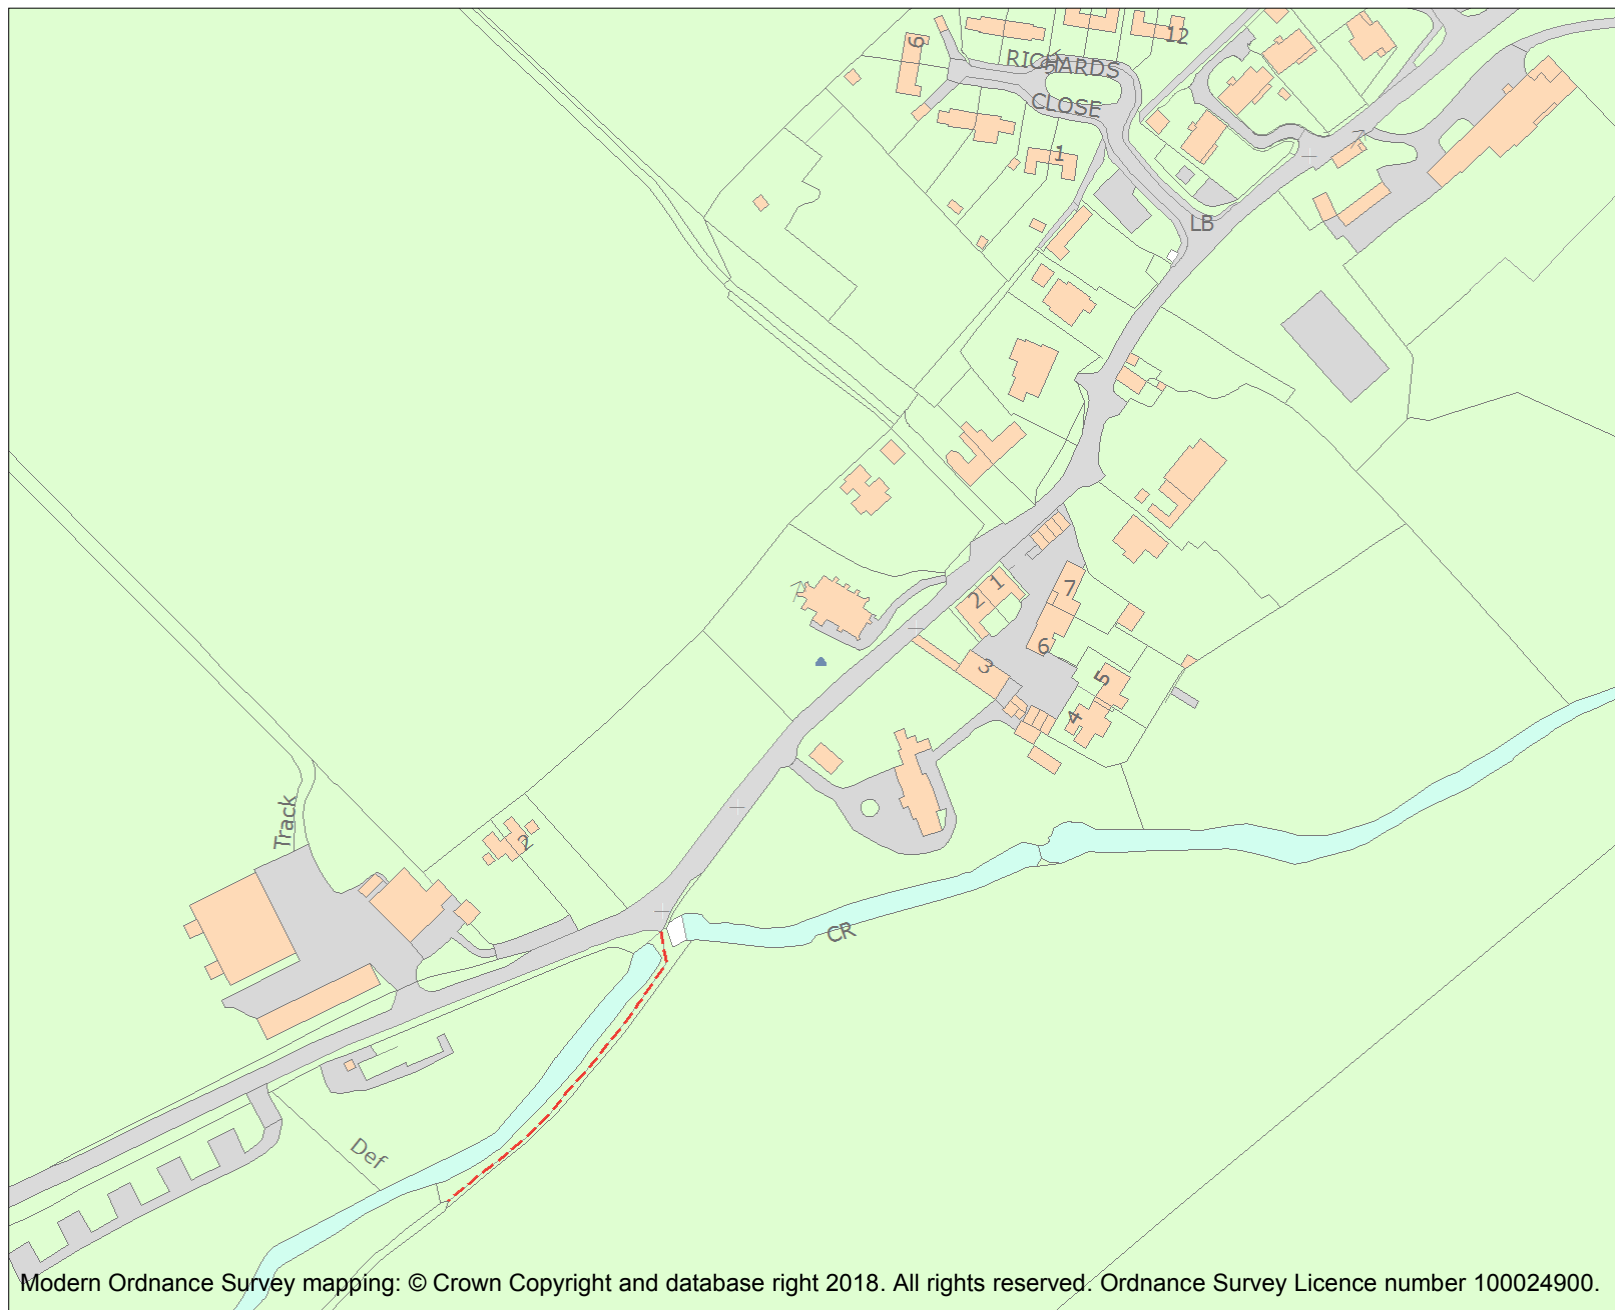 6
12
RICHARDS
CLOSE
1
LB
1
2
7
6
3
5
4
Track
2
CR
Def
Modern Ordnance Survey mapping: © Crown Copyright and database right 2018. All rights reserved. Ordnance Survey Licence number 100024900.